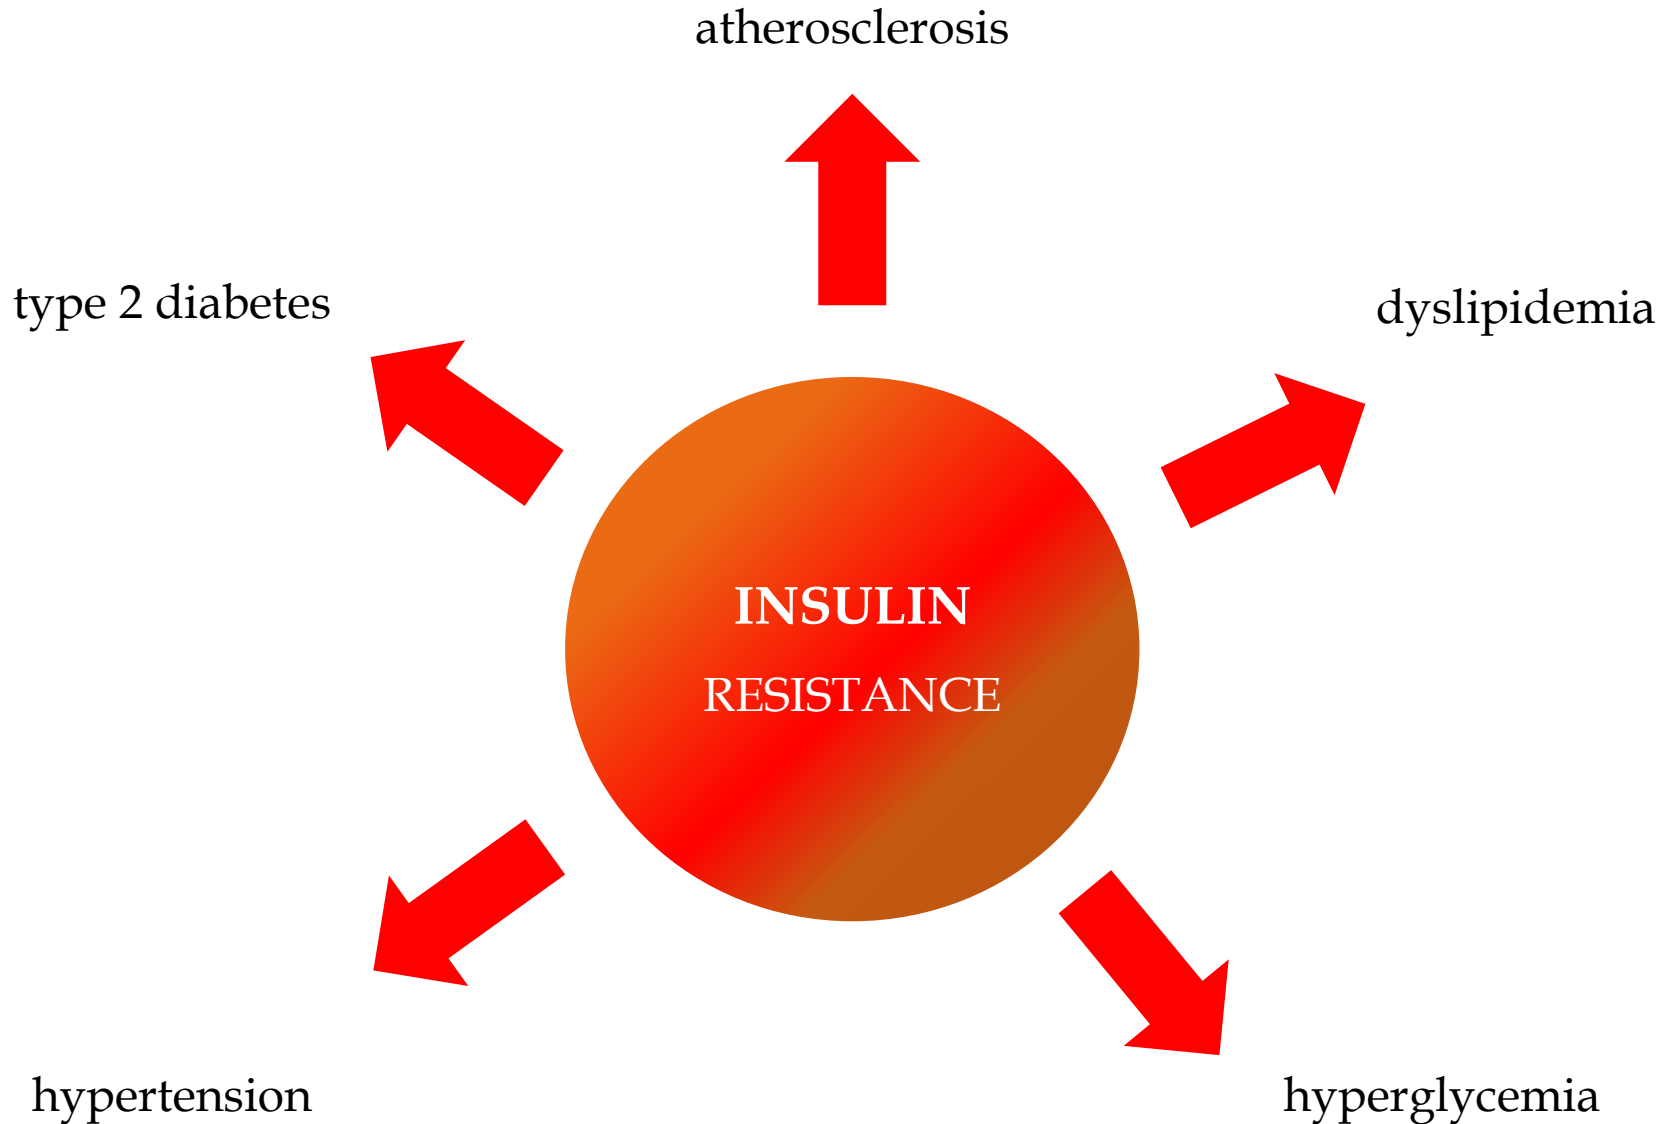 atherosclerosis
type 2 diabetes
dyslipidemia
INSULIN
RESISTANCE
hypertension
hyperglycemia